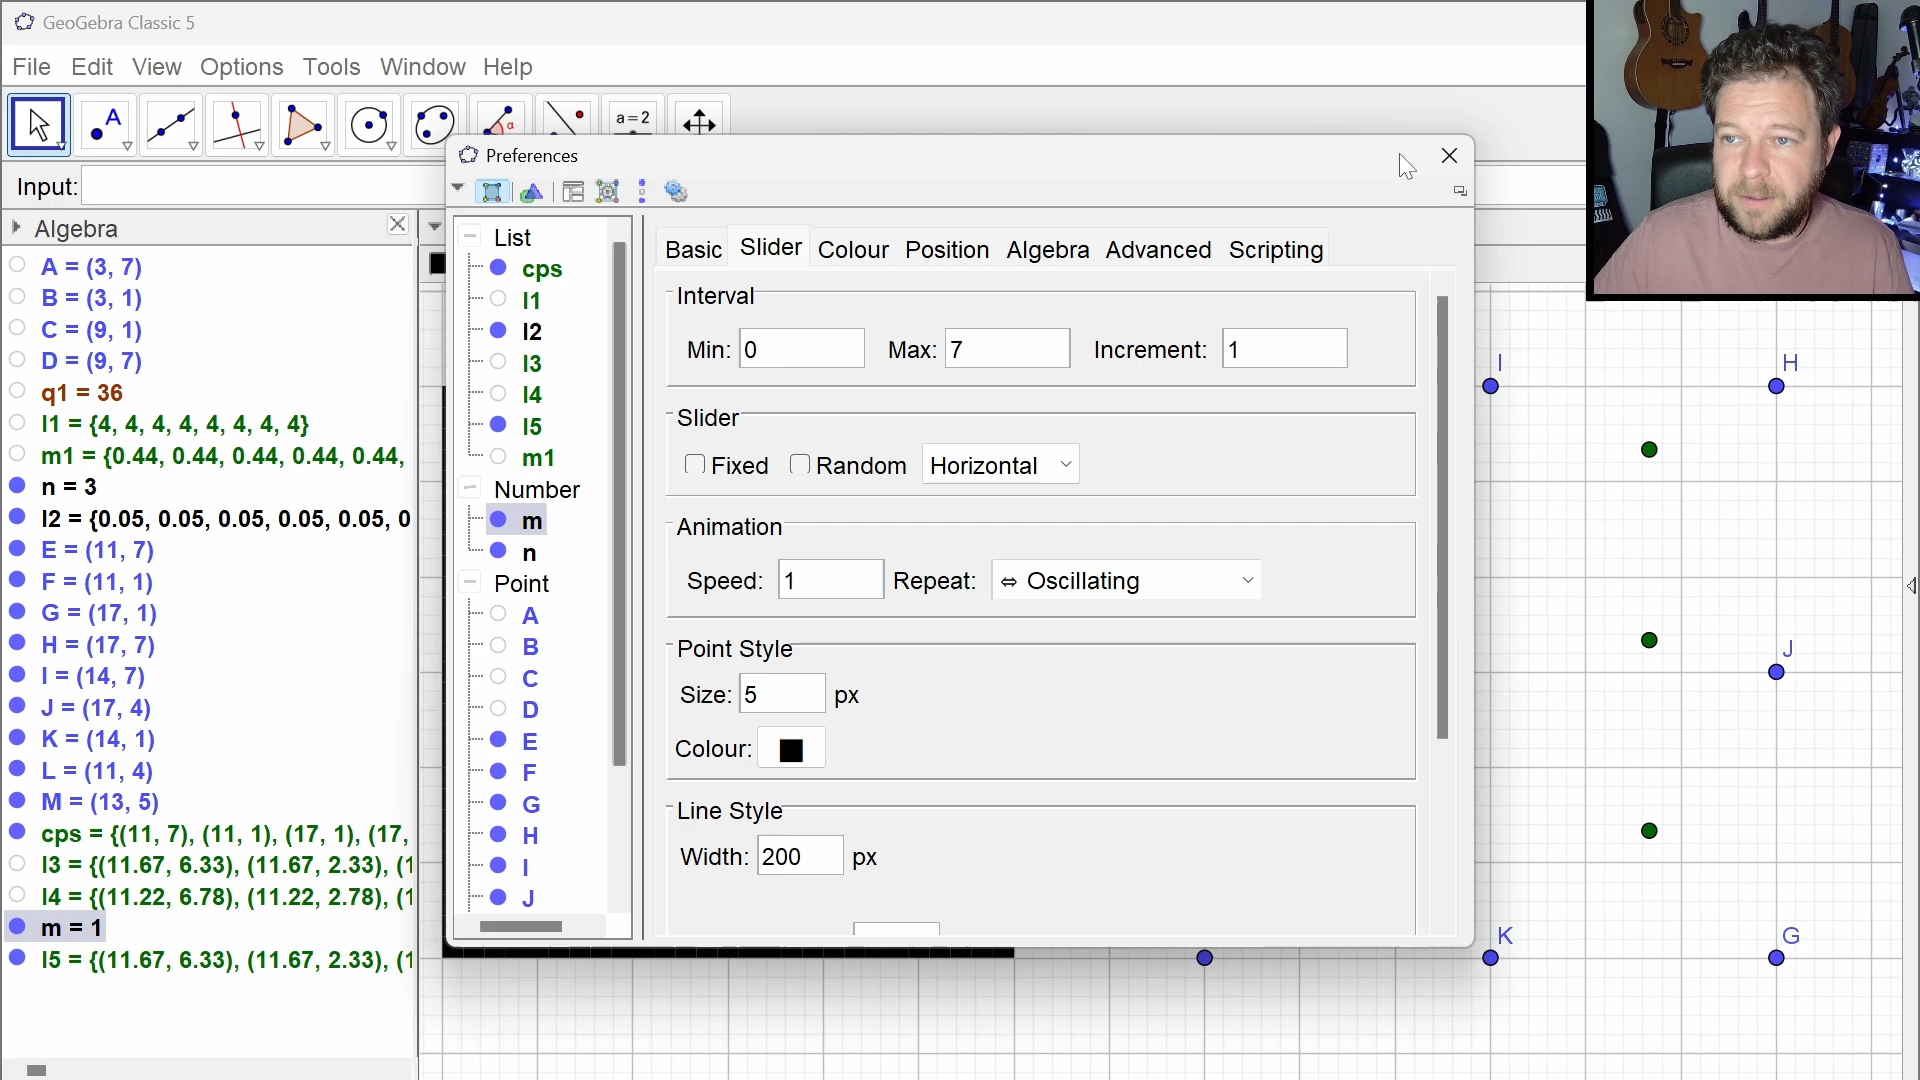 GeoGebra Classic 5
File Edit View Options Tools Window Help
A
α
a=2
Input:
Preferences
Algebra
A = (3, 7)
B = (3, 1)
C = (9, 1)
D = (9, 7)
q1 = 36
l1 = {4, 4, 4, 4, 4, 4, 4, 4}
m1 = {0.44, 0.44, 0.44, 0.44, 0.44,
n = 3
l2 = {0.05, 0.05, 0.05, 0.05, 0.05, 0
E = (11, 7)
F = (11, 1)
G = (17, 1)
H = (17, 7)
I = (14, 7)
J = (17, 4)
K = (14, 1)
L = (11, 4)
M = (13, 5)
cps = {(11, 7), (11, 1), (17, 1), (17,
l3 = {(11.67, 6.33), (11.67, 2.33), (1
l4 = {(11.22, 6.78), (11.22, 2.78), (1
m = 1
l5 = {(11.67, 6.33), (11.67, 2.33), (1
List
cps
l1
l2
l3
l4
l5
m1
Number
m
n
Point
A
B
C
D
E
F
G
H
I
J
Basic Slider Colour Position Algebra Advanced Scripting
Interval
Min: 0 Max: 7 Increment: 1
Slider
Fixed Random Horizontal
Animation
Speed: 1 Repeat: ⇔ Oscillating
Point Style
Size: 5 px
Colour:
Line Style
Width: 200 px
I
H
J
K
G